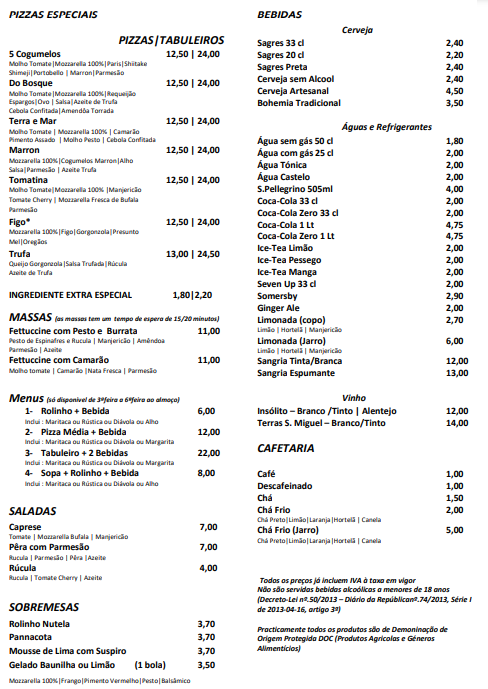 PIZZAS ESPECIAIS
PIZZAS|TABULEIROS
5 Cogumelos 12,50 | 24,00
Molho Tomate|Mozzarella 100%|Paris|Shiitake
Shimeji|Portobello | Marron|Parmesão
Do Bosque 12,50 | 24,00
Molho Tomate|Mozzarella 100%|Requeijão
Espargos|Ovo | Salsa|Azeite de Trufa
Cebola Confitada|Amendôa Torrada
Terra e Mar 12,50 | 24,00
Molho Tomate | Mozzarella 100% | Camarão
Pimento Assado | Molho Pesto | Cebola Confitada
Marron 12,50 | 24,00
Mozzarella 100%|Cogumelos Marron|Alho
Salsa|Parmesão | Azeite Trufa
Tomatina 12,50 | 24,00
Molho Tomate|Mozzarella 100% |Manjericão
Tomate Cherry | Mozzarella Fresca de Bufala
Parmesão
Figo* 12,50 | 24,00
Mozzarella 100%|Figo|Gorgonzola|Presunto
Mel|Oregãos
Trufa 13,00 | 24,50
Queijo Gorgonzola|Salsa Trufada|Rúcula
Azeite de Trufa
INGREDIENTE EXTRA ESPECIAL 1,80|2,20
MASSAS (as massas tem um tempo de espera de 15/20 minutos)
Fettuccine com Pesto e Burrata 11,00
Pesto de Espinafres e Rucula | Manjericão | Amêndoa
Parmesão | Azeite
Fettuccine com Camarão 11,00
Molho tomate | Camarão |Nata Fresca | Parmesão
Menus (só disponivel de 3ªfeira a 6ªfeira ao almoço)
1- Rolinho + Bebida 6,00
Inclui : Maritaca ou Rústica ou Diávola ou Alho
2- Pizza Média + Bebida 12,00
Inclui : Maritaca ou Rústica ou Diávola ou Margarita
3- Tabuleiro + 2 Bebidas 22,00
Inclui : Maritaca ou Rústica ou Diávola ou Margarita
4- Sopa + Rolinho + Bebida 8,00
Inclui : Maritaca ou Rústica ou Diávola ou Alho
SALADAS
Caprese 7,00
Tomate | Mozzarella Bufala | Manjericão
Pêra com Parmesão 7,00
Rucula | Parmesão | Pêra |Azeite
Rúcula 4,00
Rucula | Tomate Cherry | Azeite
SOBREMESAS
Rolinho Nutela 3,70
Pannacota 3,70
Mousse de Lima com Suspiro 3,70
Gelado Baunilha ou Limão (1 bola) 3,50
Mozzarella 100%|Frango|Pimento Vermelho|Pesto|Balsâmico
BEBIDAS
Cerveja
Sagres 33 cl 2,40
Sagres 20 cl 2,20
Sagres Preta 2,40
Cerveja sem Alcool 2,40
Cerveja Artesanal 4,50
Bohemia Tradicional 3,50
Águas e Refrigerantes
Água sem gás 50 cl 1,80
Água com gás 25 cl 2,00
Água Tónica 2,00
Água Castelo 2,00
S.Pellegrino 505ml 4,00
Coca-Cola 33 cl 2,00
Coca-Cola Zero 33 cl 2,00
Coca-Cola 1 Lt 4,75
Coca-Cola Zero 1 Lt 4,75
Ice-Tea Limão 2,00
Ice-Tea Pessego 2,00
Ice-Tea Manga 2,00
Seven Up 33 cl 2,00
Somersby 2,90
Ginger Ale 2,00
Limonada (copo) 2,70
Limão | Hortelã | Manjericão
Limonada (Jarro) 6,00
Limão | Hortelã | Manjericão
Sangria Tinta/Branca 12,00
Sangria Espumante 13,00
Vinho
Insólito – Branco /Tinto | Alentejo 12,00
Terras S. Miguel – Branco/Tinto 14,00
CAFETARIA
Café 1,00
Descafeinado 1,00
Chá 1,50
Chá Frio 2,00
Chá Preto|Limão|Laranja|Hortelã | Canela
Chá Frio (Jarro) 5,00
Chá Preto|Limão|Laranja|Hortelã | Canela
Todos os preços já incluem IVA à taxa em vigor
Não são servidas bebidas alcoólicas a menores de 18 anos
(Decreto-Lei nº.50/2013 – Diário da Repúblicanº.74/2013, Série I
de 2013-04-16, artigo 3º)
Practicamente todos os produtos são de Demoninação de
Origem Protegida DOC (Produtos Agricolas e Géneros
Alimentícios)